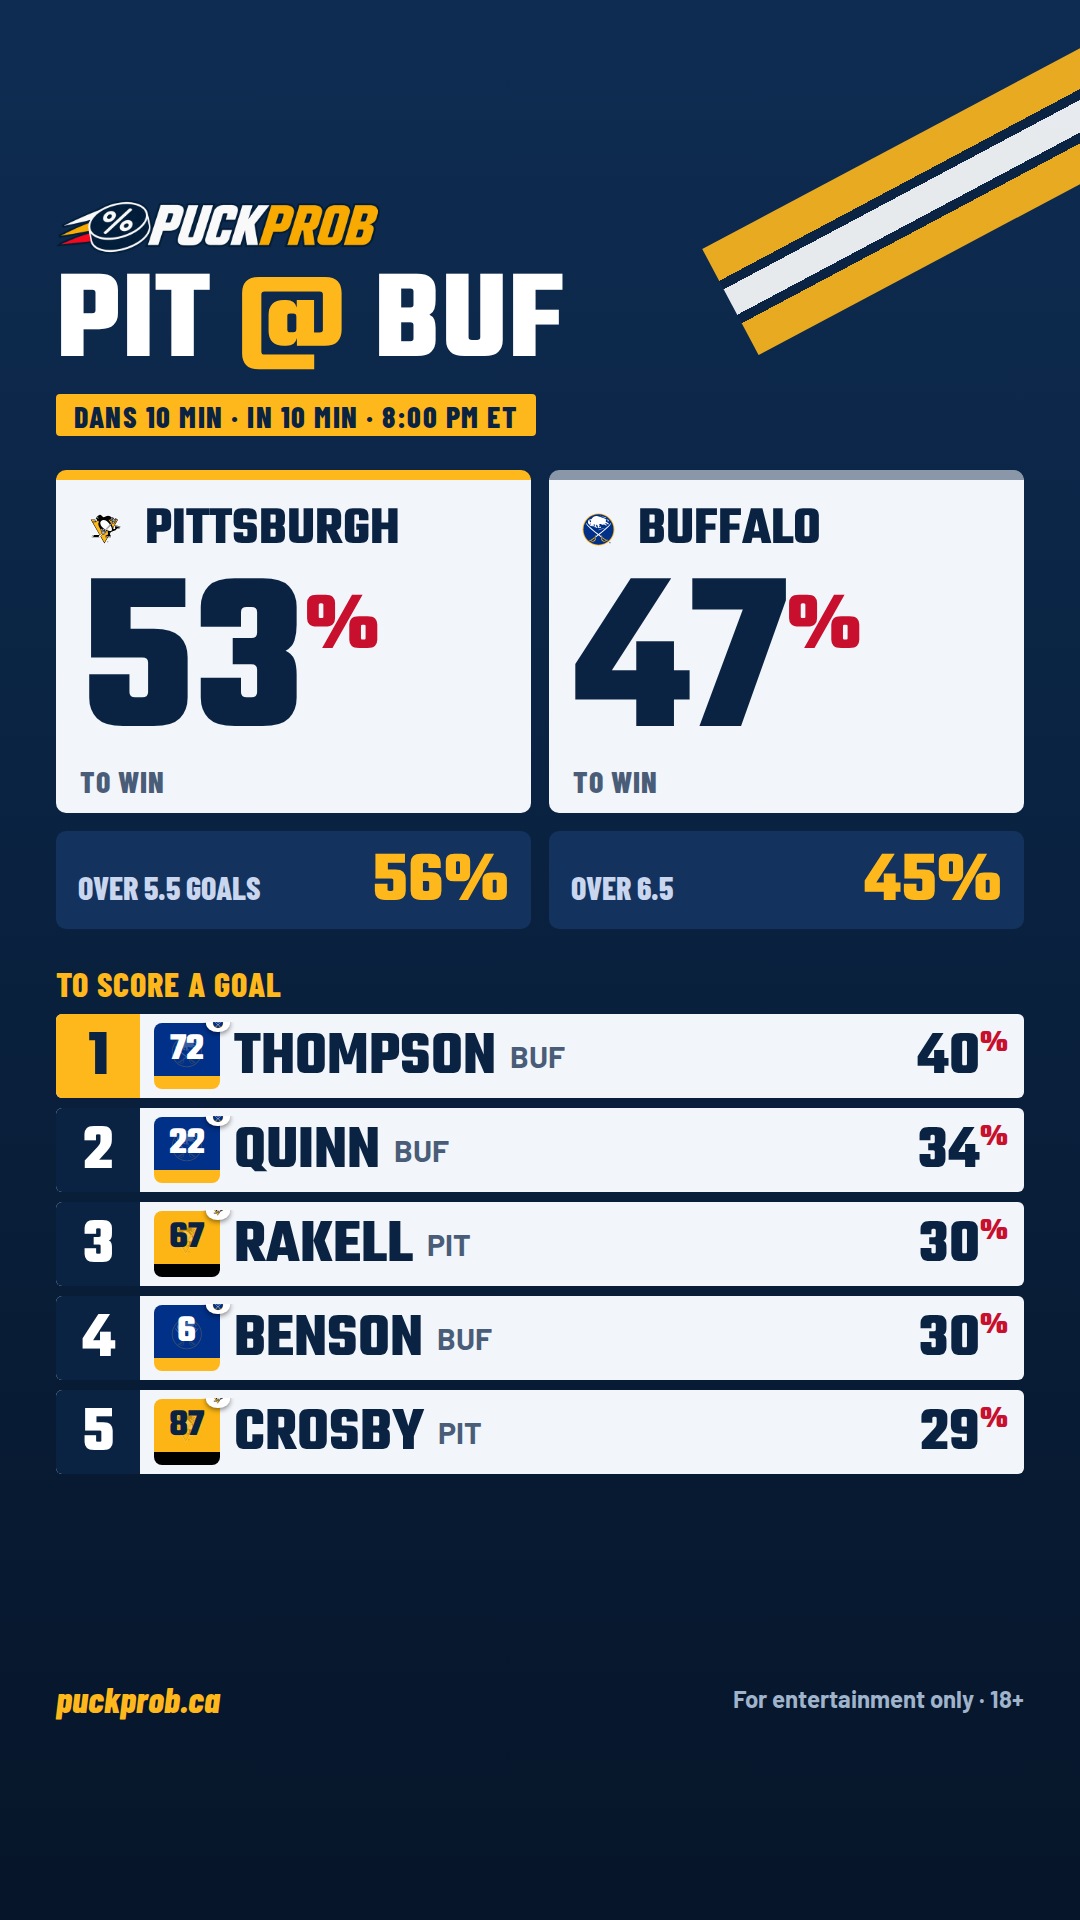 PUCKPROB
PIT @ BUF
DANS 10 MIN · IN 10 MIN · 8:00 PM ET
PITTSBURGH
53%
TO WIN
BUFFALO
47%
TO WIN
OVER 5.5 GOALS 56%
OVER 6.5 45%
TO SCORE A GOAL
1 72 THOMPSON BUF 40%
2 22 QUINN BUF 34%
3 67 RAKELL PIT 30%
4 6 BENSON BUF 30%
5 87 CROSBY PIT 29%
puckprob.ca
For entertainment only · 18+